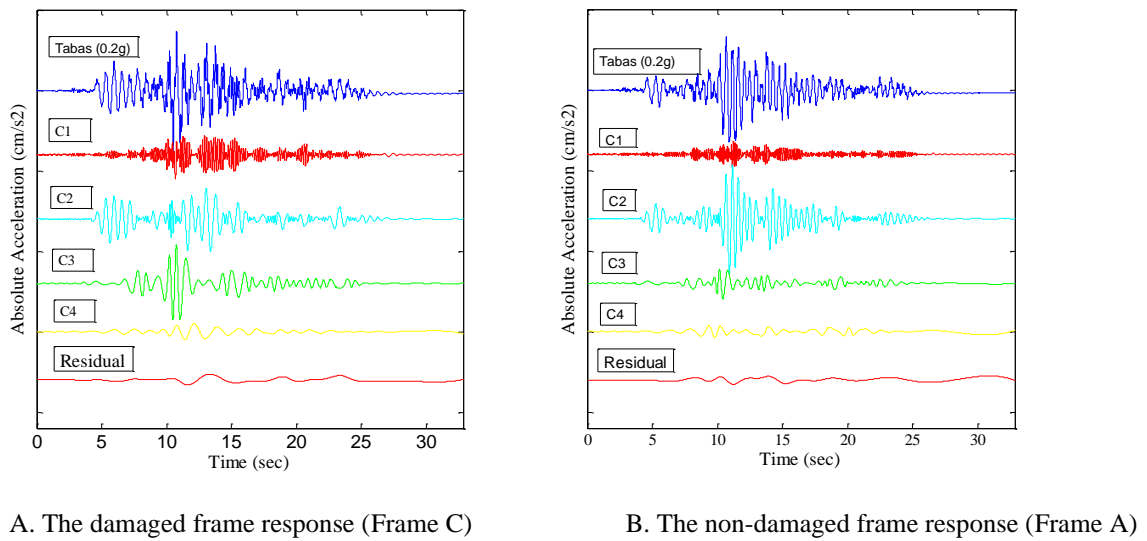 Absolute Acceleration (cm/s2)
Tabas (0.2g)
C1
C2
C3
C4
Residual
0 5 10 15 20 25 30
Time (sec)
Absolute Acceleration (cm/s2)
Tabas (0.2g)
C1
C2
C3
C4
Residual
0 5 10 15 20 25 30
Time (sec)
A. The damaged frame response (Frame C)
B. The non-damaged frame response (Frame A)